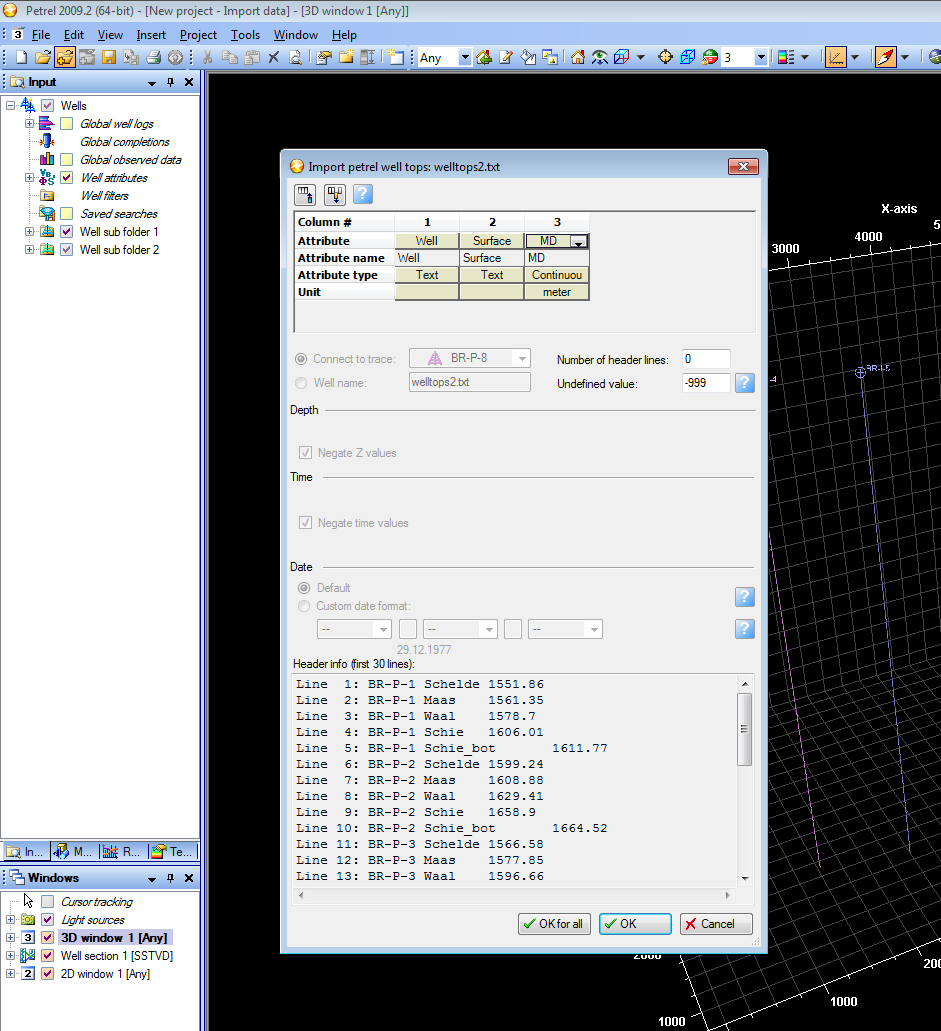 Petrel 2009.2 (64-bit) - [New project - Import data] - [3D window 1 [Any]]
3 File Edit View Insert Project Tools Window Help
Any 3
Input
Wells
Global well logs
Global completions
Global observed data
Well attributes
Well filters
Saved searches
Well sub folder 1
Well sub folder 2
In... M... R... Te...
Windows
Cursor tracking
Light sources
3 3D window 1 [Any]
Well section 1 [SSTVD]
2 2D window 1 [Any]
Import petrel well tops: welltops2.txt
Column # 1 2 3
Attribute Well Surface MD
Attribute name Well Surface MD
Attribute type Text Text Continuou
Unit meter
Connect to trace: BR-P-8 Number of header lines: 0
Well name: welltops2.txt Undefined value: -999
Depth
Negate Z values
Time
Negate time values
Date
Default
Custom date format:
-- -- --
29.12.1977
Header info (first 30 lines):
Line 1: BR-P-1 Schelde 1551.86
Line 2: BR-P-1 Maas 1561.35
Line 3: BR-P-1 Waal 1578.7
Line 4: BR-P-1 Schie 1606.01
Line 5: BR-P-1 Schie_bot 1611.77
Line 6: BR-P-2 Schelde 1599.24
Line 7: BR-P-2 Maas 1608.88
Line 8: BR-P-2 Waal 1629.41
Line 9: BR-P-2 Schie 1658.9
Line 10: BR-P-2 Schie_bot 1664.52
Line 11: BR-P-3 Schelde 1566.58
Line 12: BR-P-3 Maas 1577.85
Line 13: BR-P-3 Waal 1596.66
OK for all OK Cancel
X-axis
3000 4000 5
-4
2000
1000
1000
200